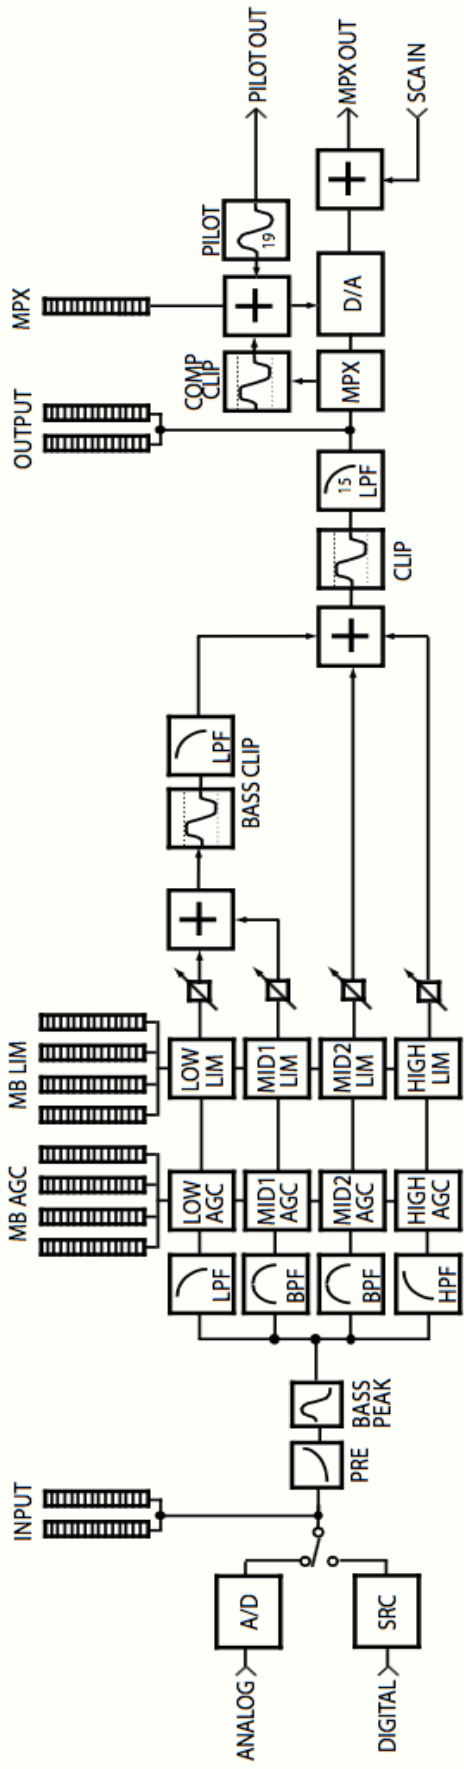 ANALOG
DIGITAL
A/D
SRC
INPUT
PRE
BASS
PEAK
LPF
BPF
BPF
HPF
MB AGC
LOW
AGC
MID1
AGC
MID2
AGC
HIGH
AGC
MB LIM
LOW
LIM
MID1
LIM
MID2
LIM
HIGH
LIM
LPF
BASS CLIP
CLIP
15
LPF
OUTPUT
MPX
COMP
CLIP
MPX
PILOT
19
D/A
PILOT OUT
MPX OUT
SCA IN